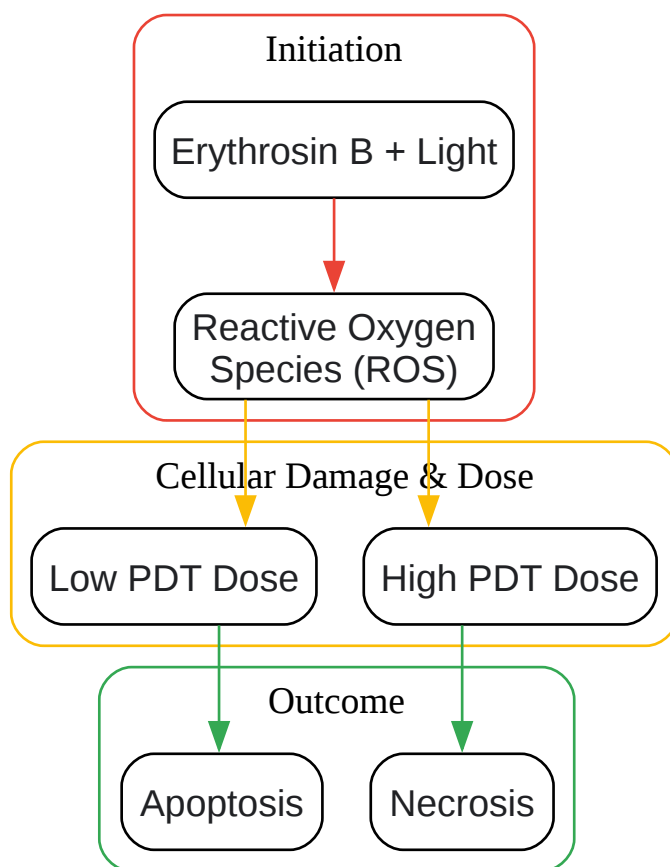 Initiation
Erythrosin B + Light
Reactive Oxygen
Species (ROS)
Cellular Damage & Dose
Low PDT Dose
High PDT Dose
Outcome
Apoptosis
Necrosis